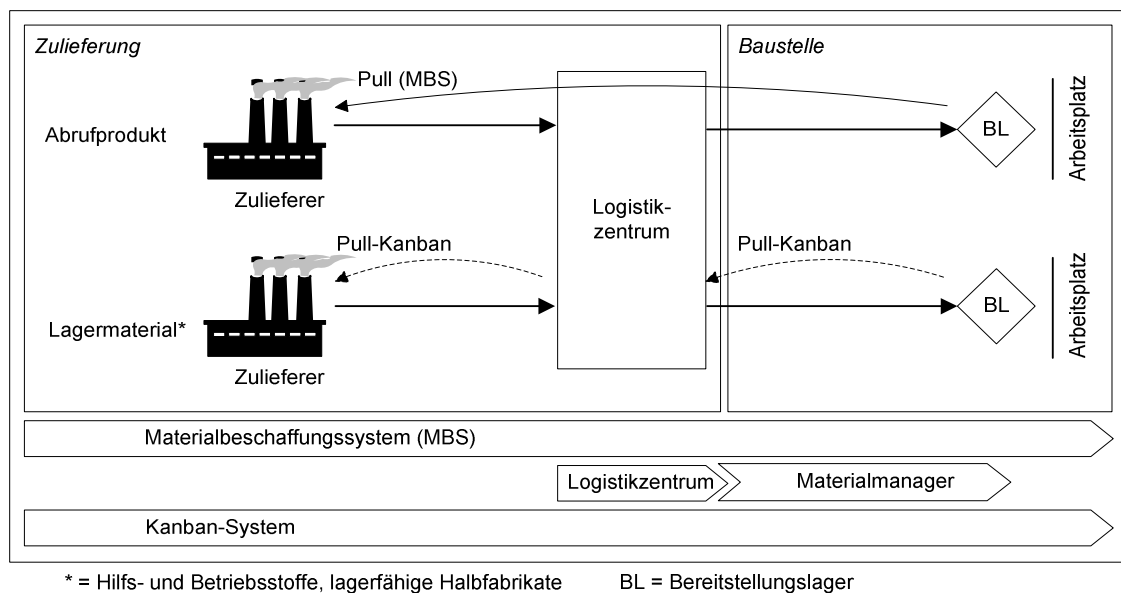 Zulieferung
Baustelle
Pull (MBS)
Abrufprodukt
BL
Arbeitsplatz
Zulieferer
Logistik-
zentrum
Pull-Kanban
Pull-Kanban
Lagermaterial*
BL
Arbeitsplatz
Zulieferer
Materialbeschaffungssystem (MBS)
Logistikzentrum
Materialmanager
Kanban-System
* = Hilfs- und Betriebsstoffe, lagerfähige Halbfabrikate
BL = Bereitstellungslager